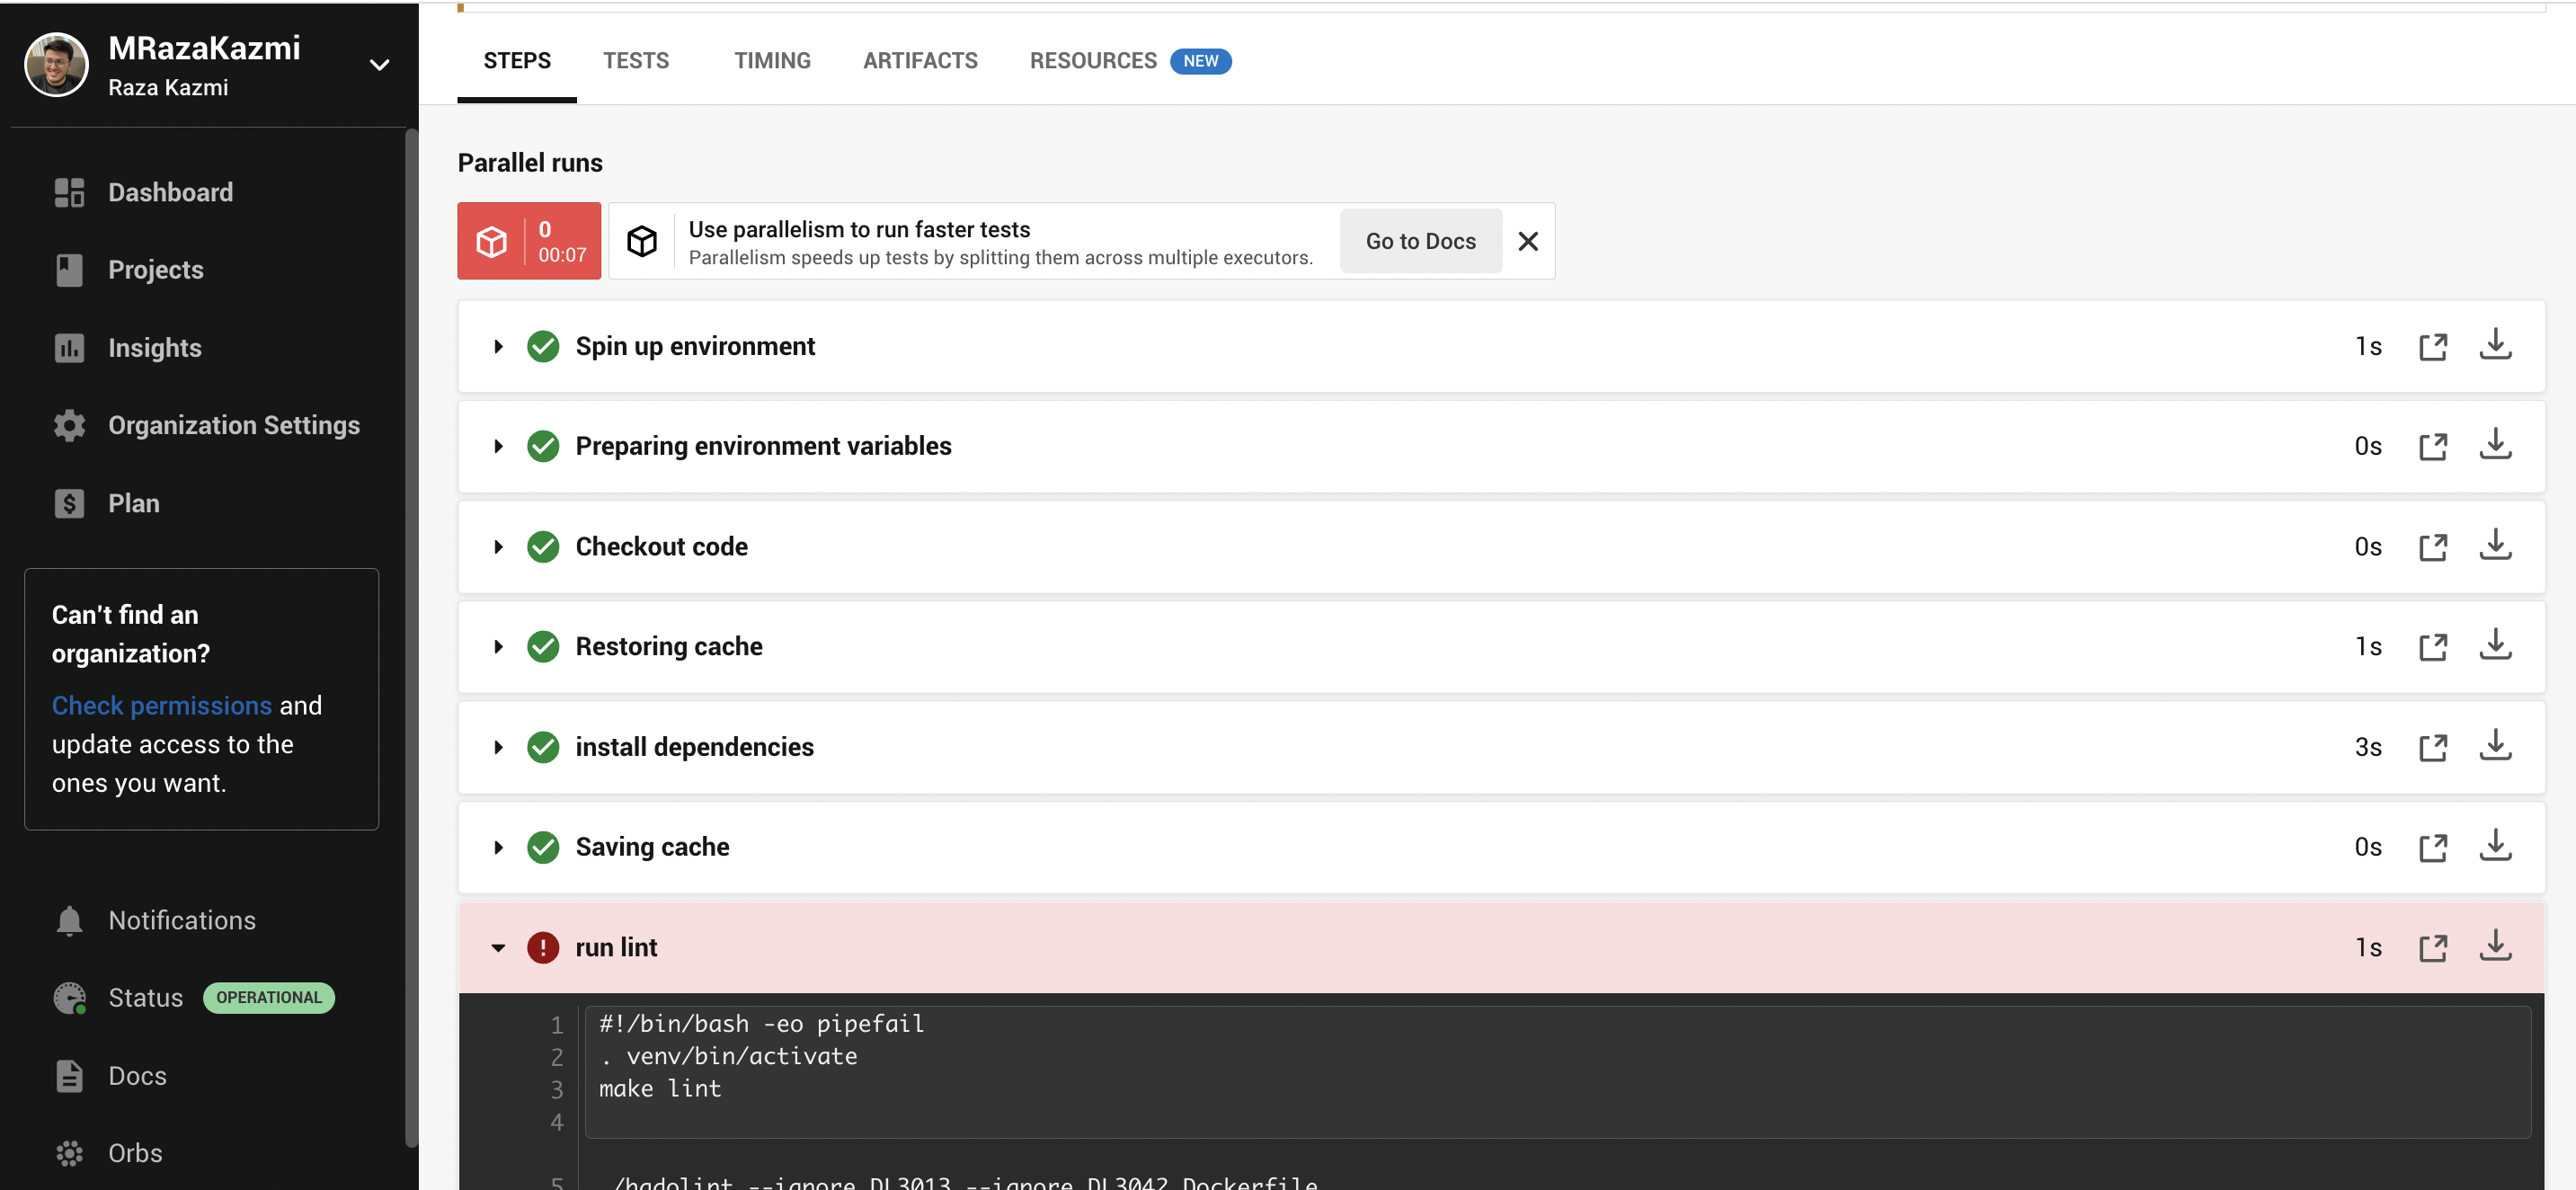 MRazaKazmi
Raza Kazmi
Dashboard
Projects
Insights
Organization Settings
Plan
Can't find an
organization?
Check permissions and
update access to the
ones you want.
Notifications
Status OPERATIONAL
Docs
Orbs
STEPS TESTS TIMING ARTIFACTS RESOURCES NEW
Parallel runs
0
00:07
Use parallelism to run faster tests
Parallelism speeds up tests by splitting them across multiple executors.
Go to Docs
Spin up environment 1s
Preparing environment variables 0s
Checkout code 0s
Restoring cache 1s
install dependencies 3s
Saving cache 0s
run lint 1s
1 #!/bin/bash -eo pipefail
2 . venv/bin/activate
3 make lint
4
5 ./hadolint --ignore DL3013 --ignore DL3042 Dockerfile